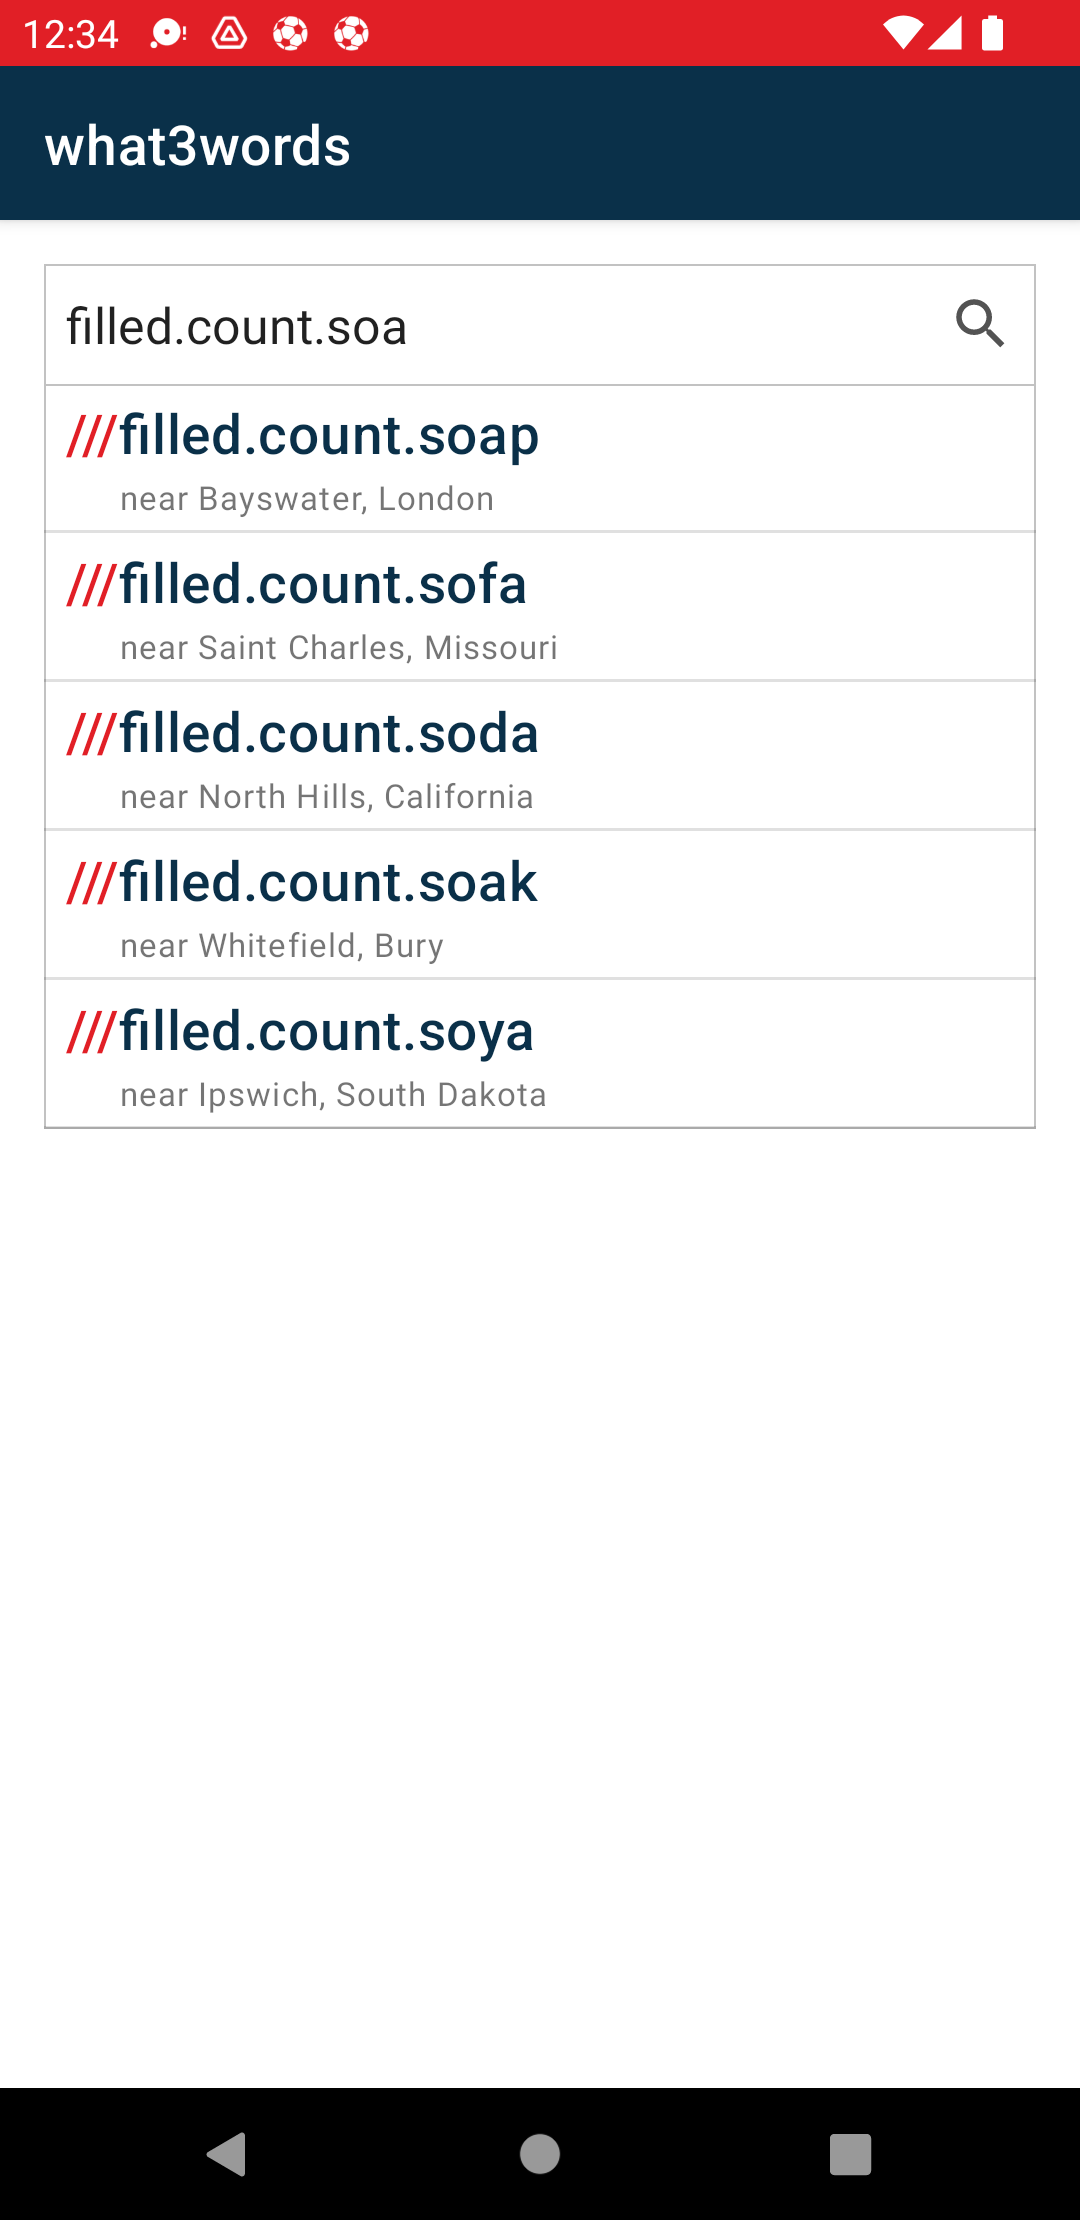 12:34
what3words
filled.count.soa
///filled.count.soap
near Bayswater, London
///filled.count.sofa
near Saint Charles, Missouri
///filled.count.soda
near North Hills, California
///filled.count.soak
near Whitefield, Bury
///filled.count.soya
near Ipswich, South Dakota